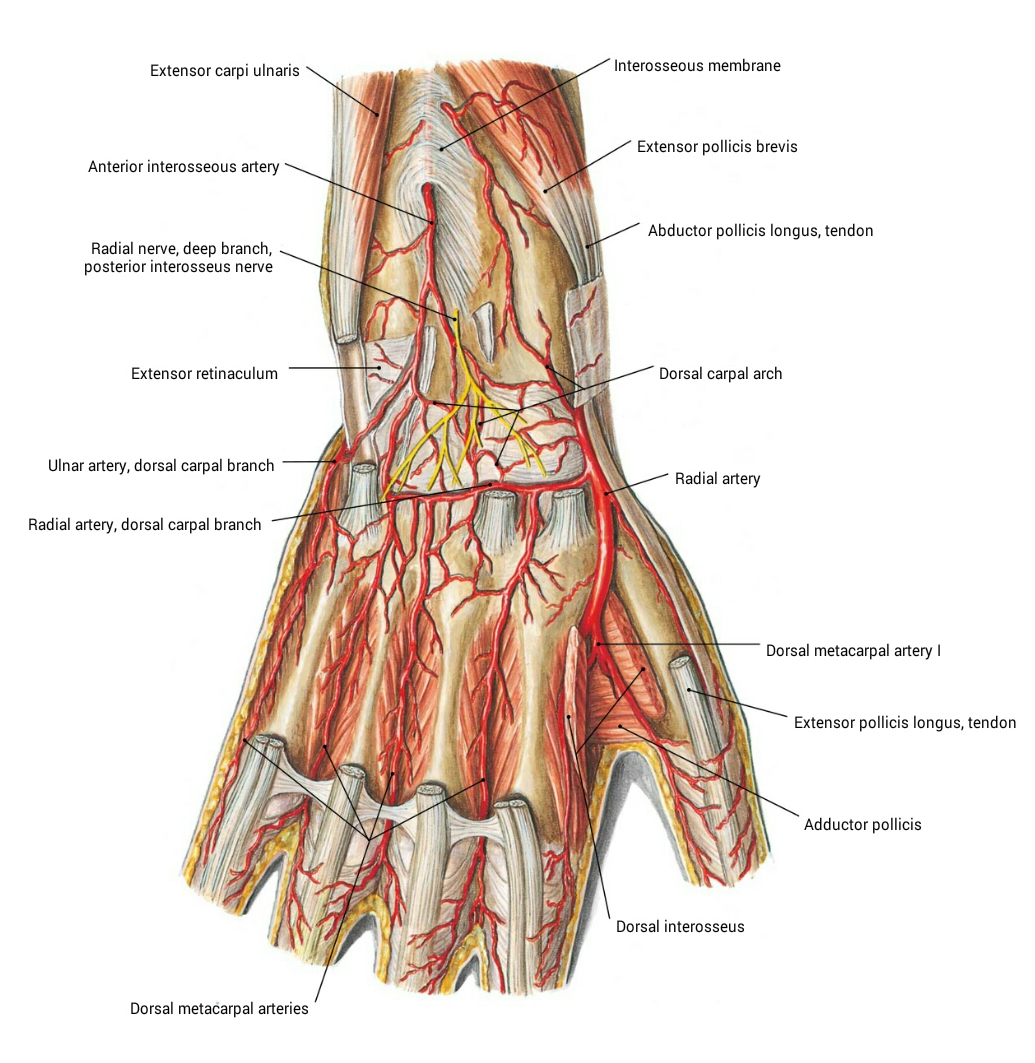 Extensor carpi ulnaris
Interosseous membrane
Extensor pollicis brevis
Anterior interosseous artery
Abductor pollicis longus, tendon
Radial nerve, deep branch,
posterior interosseus nerve
Extensor retinaculum
Dorsal carpal arch
Ulnar artery, dorsal carpal branch
Radial artery
Radial artery, dorsal carpal branch
Dorsal metacarpal artery I
Extensor pollicis longus, tendon
Adductor pollicis
Dorsal interosseus
Dorsal metacarpal arteries